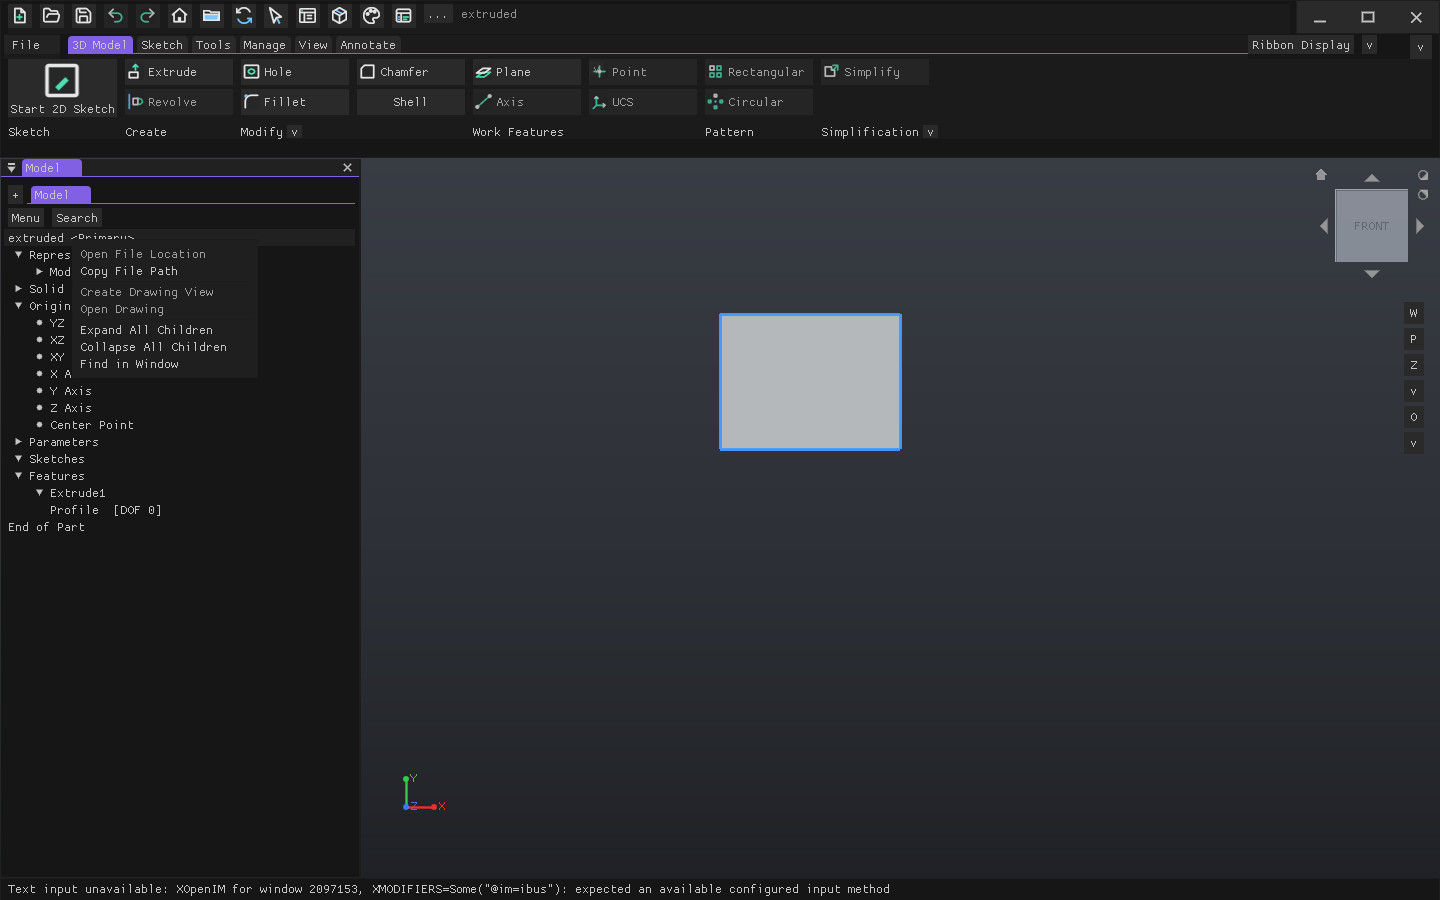 ... extruded
File 3D Model Sketch Tools Manage View Annotate Ribbon Display v v
Start 2D Sketch
Extrude Hole Chamfer Plane Point Rectangular Simplify
Revolve Fillet Shell Axis UCS Circular
Sketch Create Modify v Work Features Pattern Simplification v
Model
+ Model
Menu Search
extruded <Primary>
Repres
Mod
Solid
Origin
YZ
XZ
XY
X A
Y Axis
Z Axis
Center Point
Parameters
Sketches
Features
Extrude1
Profile [DOF 0]
End of Part
Open File Location
Copy File Path
Create Drawing View
Open Drawing
Expand All Children
Collapse All Children
Find in Window
FRONT
W
P
Z
v
O
v
Y
Z X
Text input unavailable: XOpenIM for window 2097153, XMODIFIERS=Some("@im=ibus"): expected an available configured input method